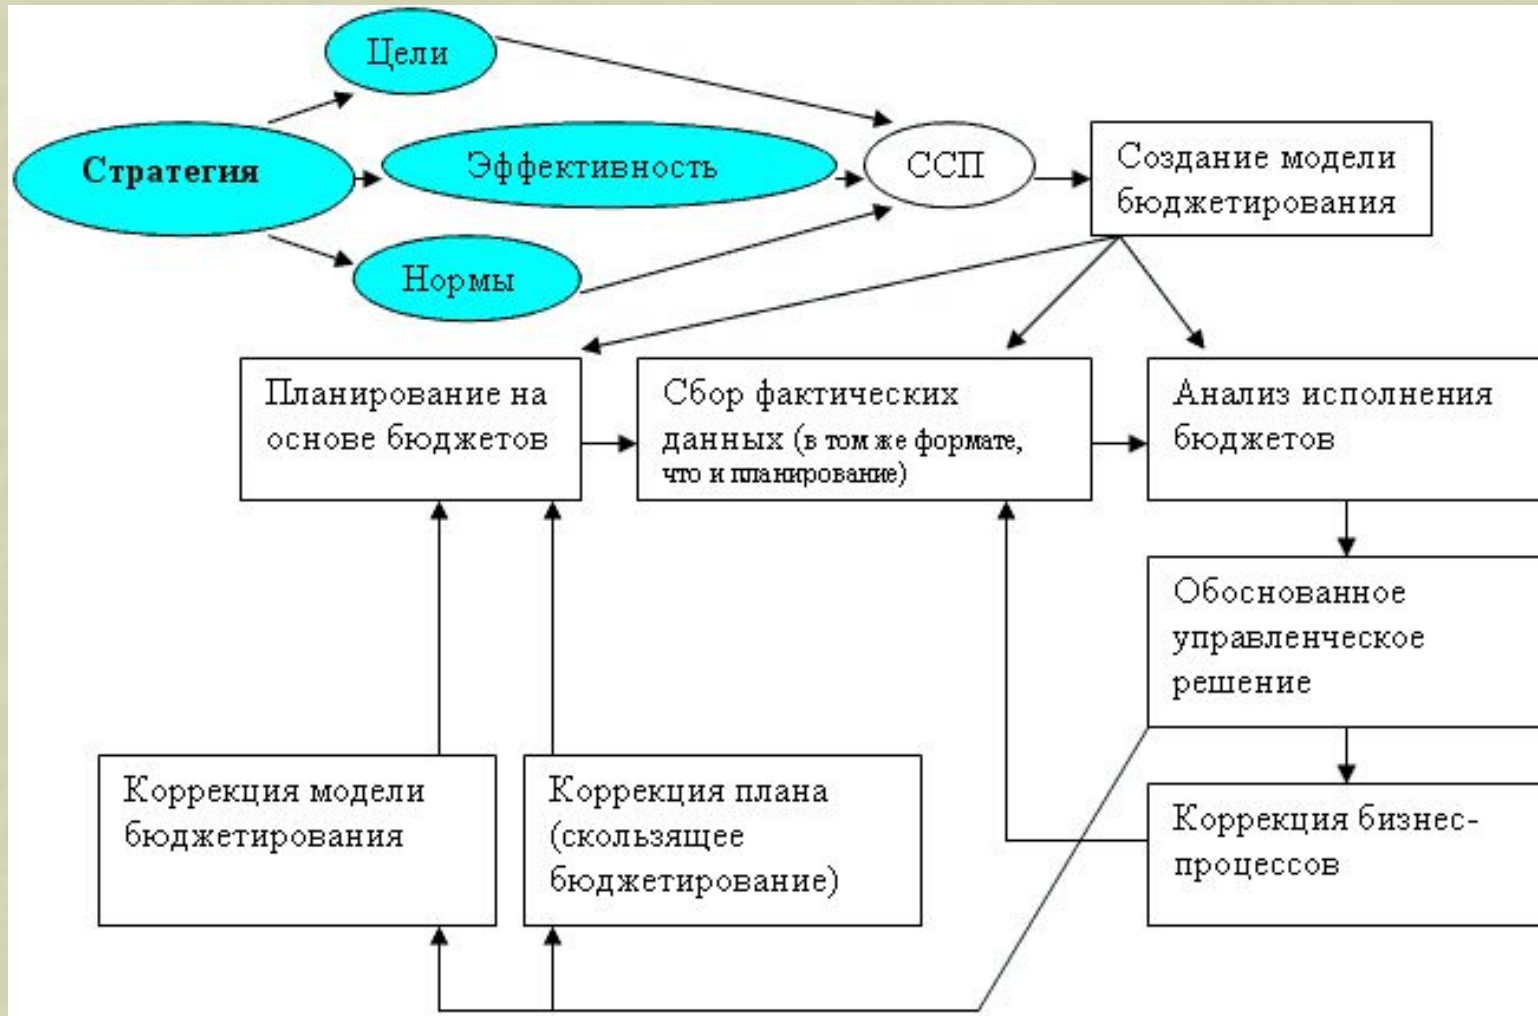 Цели
Стратегия
Эффективность
ССП
Нормы
Создание модели
бюджетирования
Планирование на
основе бюджетов
Сбор фактических
данных (в том же формате,
что и планирование)
Анализ исполнения
бюджетов
Обоснованное
управленческое
решение
Коррекция модели
бюджетирования
Коррекция плана
(скользящее
бюджетирование)
Коррекция бизнес-
процессов